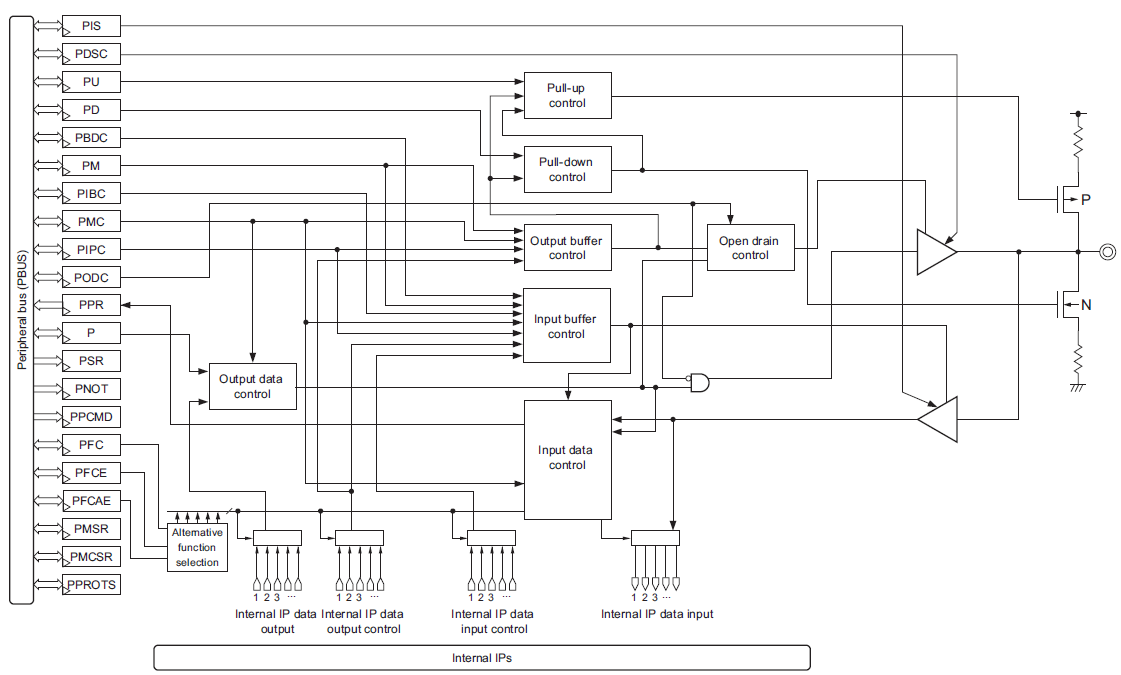 Peripheral bus (PBUS)
PIS
PDSC
PU
PD
PBDC
PM
PIBC
PMC
PIPC
PODC
PPR
P
PSR
PNOT
PPCMD
PFC
PFCE
PFCAE
PMSR
PMCSR
PPROTS
Pull-up
control
Pull-down
control
Output buffer
control
Open drain
control
Input buffer
control
Output data
control
Input data
control
P
N
Alternative
function
selection
1 2 3 ...
1 2 3 ...
1 2 3 ...
1 2 3 ...
Internal IP data
output
Internal IP data
output control
Internal IP data
input control
Internal IP data input
Internal IPs